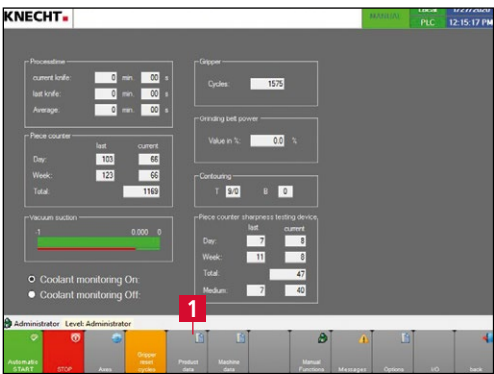 KNECHT
MANUAL
PLC 12:15:17 PM
Processtime
current knife: 0 min. 00 s
last knife: 0 min. 00 s
Average: 0 min. 00 s
Gripper
Cycles: 1575
Grinding belt power
Value in %: 0.0 %
Piece counter
last current
Day: 103 66
Week: 123 66
Total: 1169
Contouring
T 9/0 B 0
Vacuum suction
-1 0.000 0
Piece counter sharpness testing device
last current
Day: 7 8
Week: 11 8
Total: 47
Medium: 7 40
Coolant monitoring On:
Coolant monitoring Off:
1
Administrator Level: Administrator
Automatic START
STOP
Axes
Gripper reset cycles
Product data
Machine data
Manual Functions
Messages
Options
I/O
back